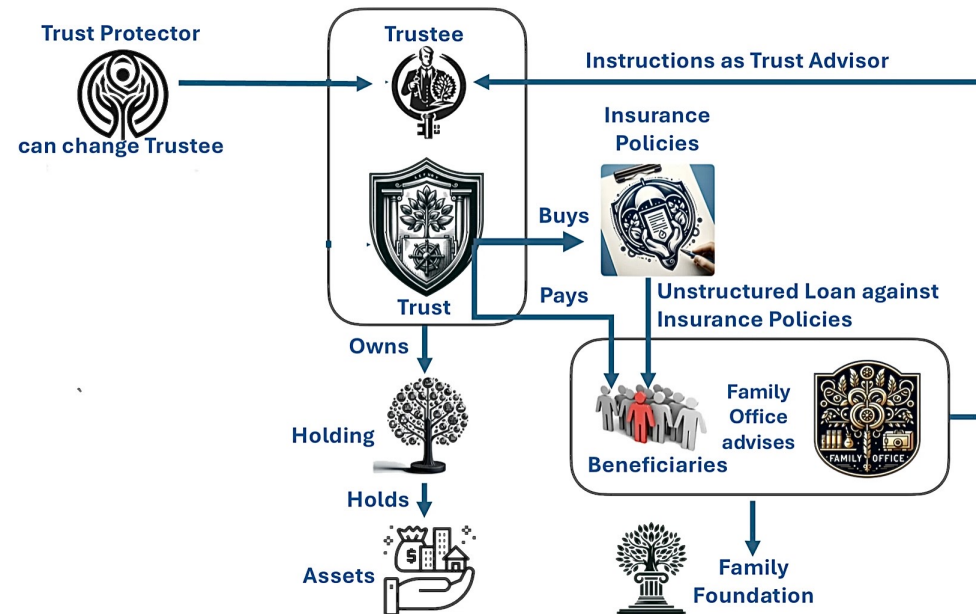 Trust Protector
can change Trustee
Trustee
Instructions as Trust Advisor
Insurance
Policies
Buys
Pays
Trust
Unstructured Loan against
Insurance Policies
Owns
Holding
Holds
Assets
Beneficiaries
Family
Office
advises
FAMILY OFFICE
Family
Foundation